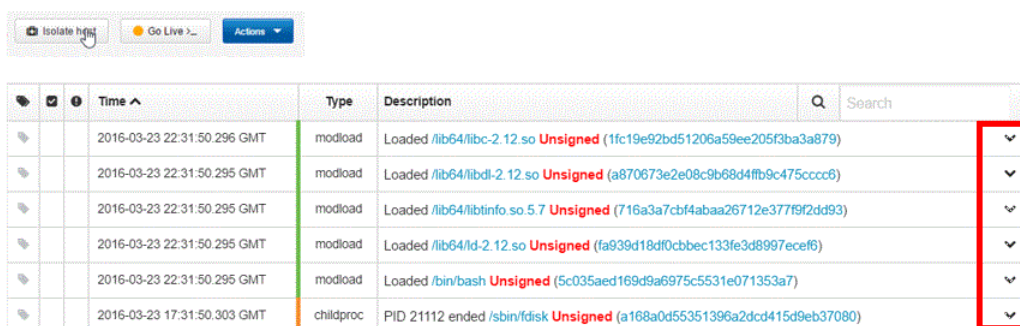 Isolate host Go Live >_ Actions
Time Type Description Search
2016-03-23 22:31:50.296 GMT modload Loaded /lib64/libc-2.12.so Unsigned (1fc19e92bd51206a59ee205f3ba3a879)
2016-03-23 22:31:50.295 GMT modload Loaded /lib64/libdl-2.12.so Unsigned (a870673e2e08c9b68d4ffb9c475cccc6)
2016-03-23 22:31:50.295 GMT modload Loaded /lib64/libtinfo.so.5.7 Unsigned (716a3a7cbf4abaa26712e377f9f2dd93)
2016-03-23 22:31:50.295 GMT modload Loaded /lib64/ld-2.12.so Unsigned (fa939d18df0cbbec133fe3d8997ecef6)
2016-03-23 22:31:50.295 GMT modload Loaded /bin/bash Unsigned (5c035aed169d9a6975c5531e071353a7)
2016-03-23 17:31:50.303 GMT childproc PID 21112 ended /sbin/fdisk Unsigned (a168a0d55351396a2dcd415d9eb37080)